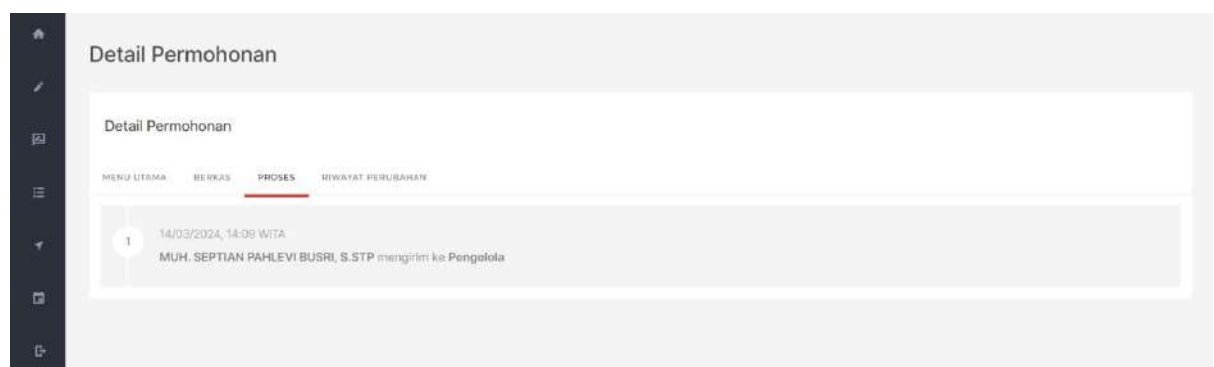 Detail Permohonan
Detail Permohonan
MENU UTAMA BERKAS PROSES RIWAYAT PERUBAHAN
1
14/03/2024, 14:09 WITA
MUH. SEPTIAN PAHLEVI BUSRI, S.STP mengirim ke Pengelola